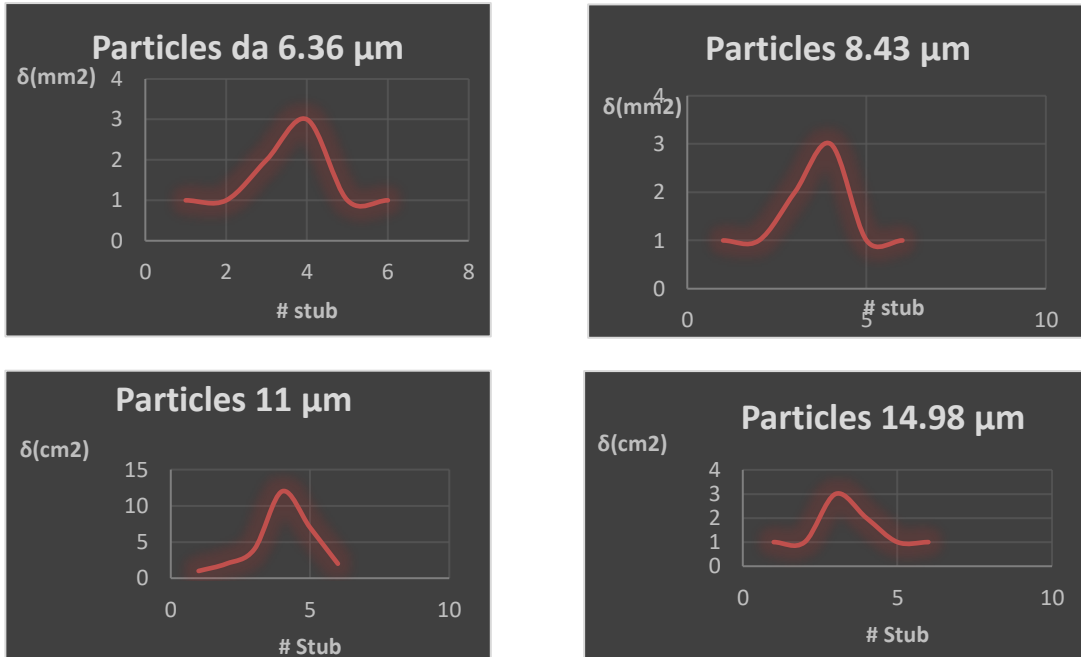 Particles da 6.36 µm
δ(mm2)
4
3
2
1
0
0 2 4 6 8
# stub
Particles 8.43 µm
δ(mm2)
4
3
2
1
0
0 5 10
# stub
Particles 11 µm
δ(cm2)
15
10
5
0
0 5 10
# Stub
Particles 14.98 µm
δ(cm2)
4
3
2
1
0
0 5 10
# Stub